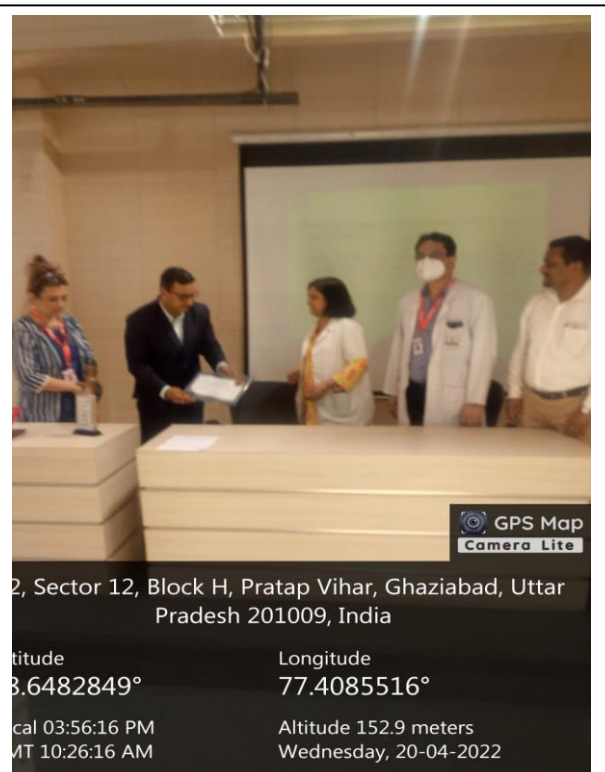 GPS Map
Camera Lite
2, Sector 12, Block H, Pratap Vihar, Ghaziabad, Uttar
Pradesh 201009, India
titude
8.6482849°
Longitude
77.4085516°
cal 03:56:16 PM
MT 10:26:16 AM
Altitude 152.9 meters
Wednesday, 20-04-2022